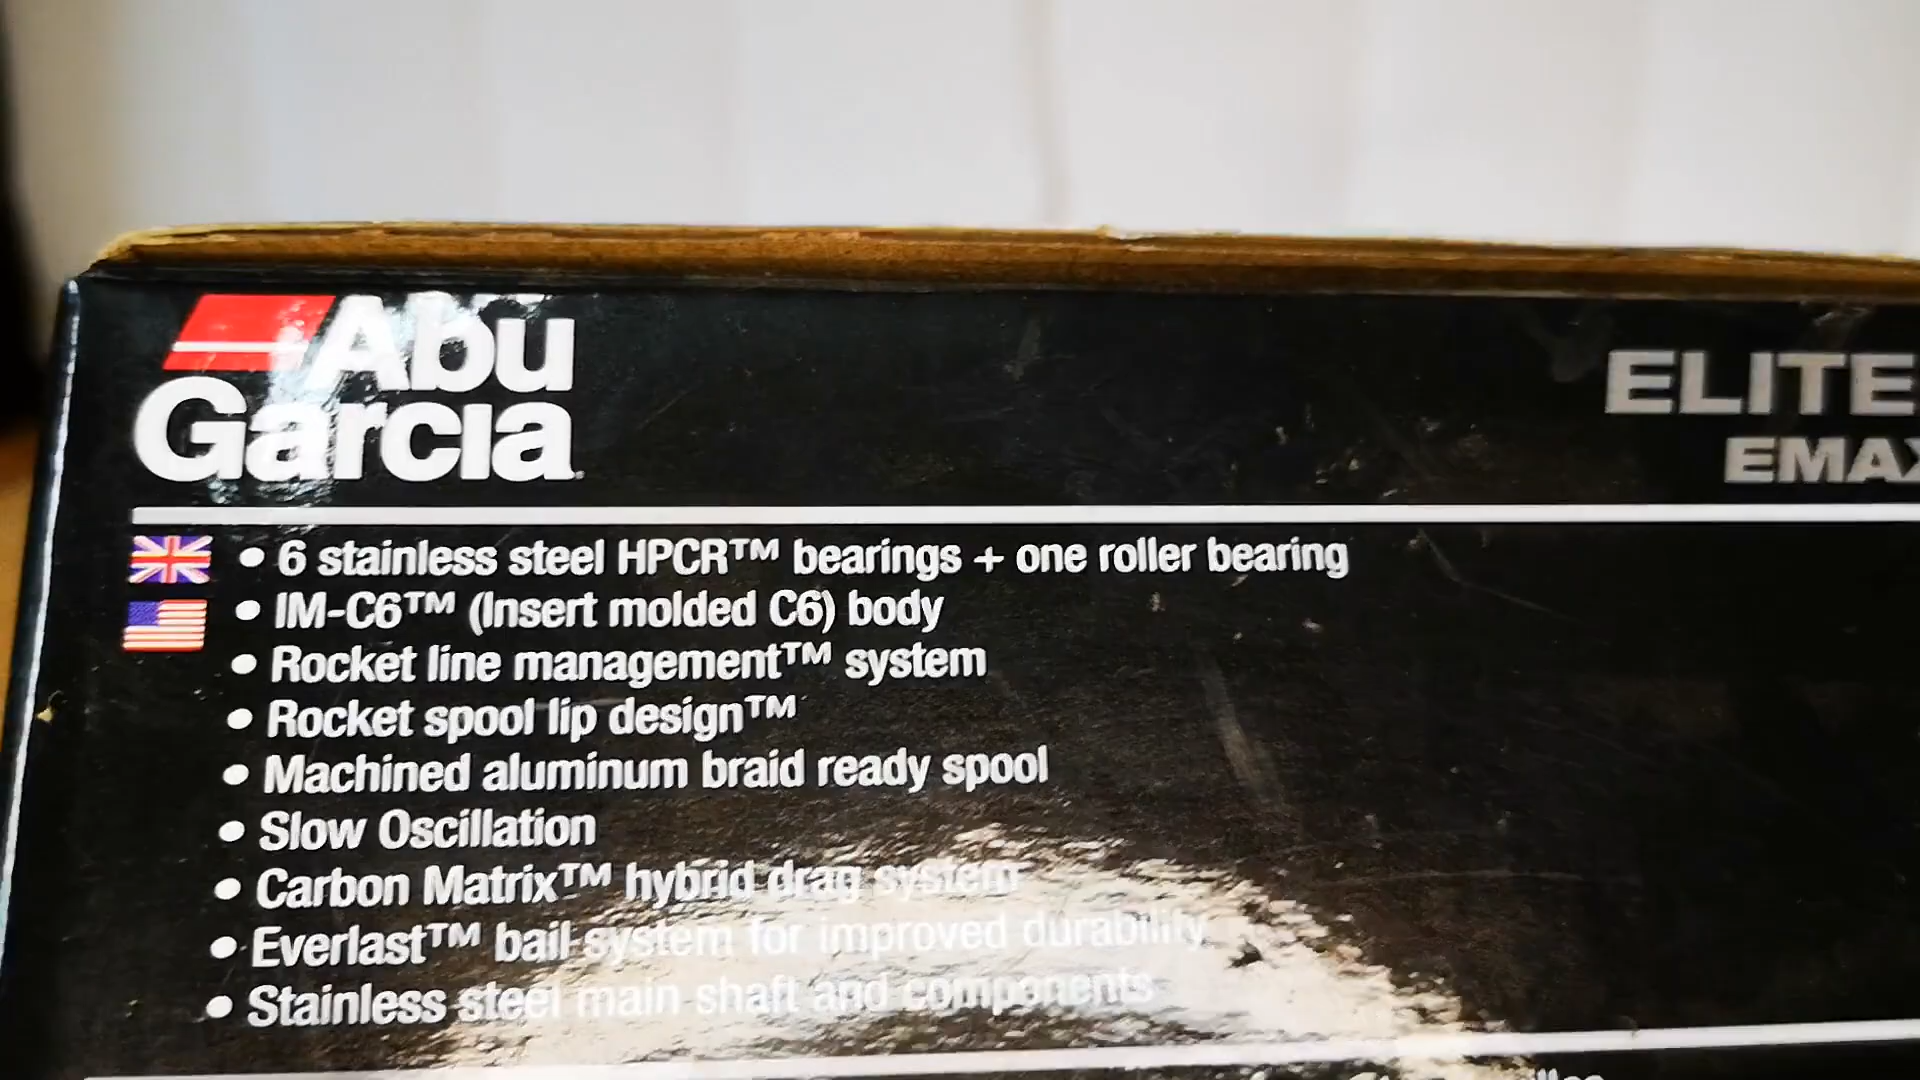 Abu
Garcia
ELITE
EMAX
• 6 stainless steel HPCR™ bearings + one roller bearing
• IM-C6™ (Insert molded C6) body
• Rocket line management™ system
• Rocket spool lip design™
• Machined aluminum braid ready spool
• Slow Oscillation
• Carbon Matrix™ hybrid drag system
• Everlast™ bail system for improved durability
• Stainless steel main shaft and components